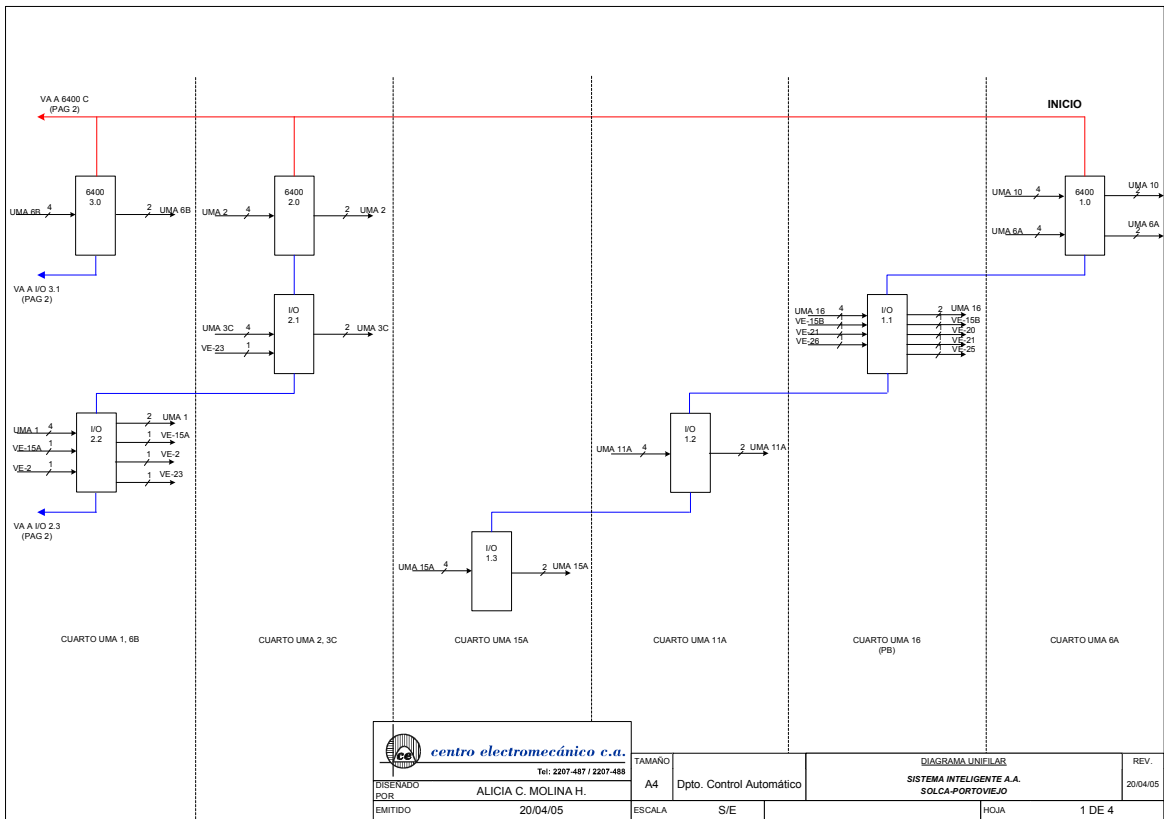 VA A 6400 C
(PAG 2)
INICIO
6400
3.0
UMA 6B
4
2
UMA 6B
VA A I/O 3.1
(PAG 2)
6400
2.0
UMA 2
4
2
UMA 2
6400
1.0
UMA 10
4
2
UMA 10
UMA 6A
4
2
UMA 6A
I/O
2.1
UMA 3C
4
2
UMA 3C
VE-23
1
I/O
1.1
UMA 16
4
VE-15B
1
VE-21
1
VE-26
1
2
UMA 16
1
VE-15B
1
VE-20
1
VE-21
1
VE-25
I/O
2.2
UMA 1
4
VE-15A
1
VE-2
1
2
UMA 1
1
VE-15A
1
VE-2
1
VE-23
VA A I/O 2.3
(PAG 2)
I/O
1.2
UMA 11A
4
2
UMA 11A
I/O
1.3
UMA 15A
4
2
UMA 15A
CUARTO UMA 1, 6B
CUARTO UMA 2, 3C
CUARTO UMA 15A
CUARTO UMA 11A
CUARTO UMA 16
(PB)
CUARTO UMA 6A
ce
centro electromecánico c.a.
Tel: 2207-487 / 2207-488
DISEÑADO
POR
ALICIA C. MOLINA H.
EMITIDO
20/04/05
TAMAÑO
A4
Dpto. Control Automático
ESCALA
S/E
DIAGRAMA UNIFILAR
SISTEMA INTELIGENTE A.A.
SOLCA-PORTOVIEJO
REV.
20/04/05
HOJA
1 DE 4